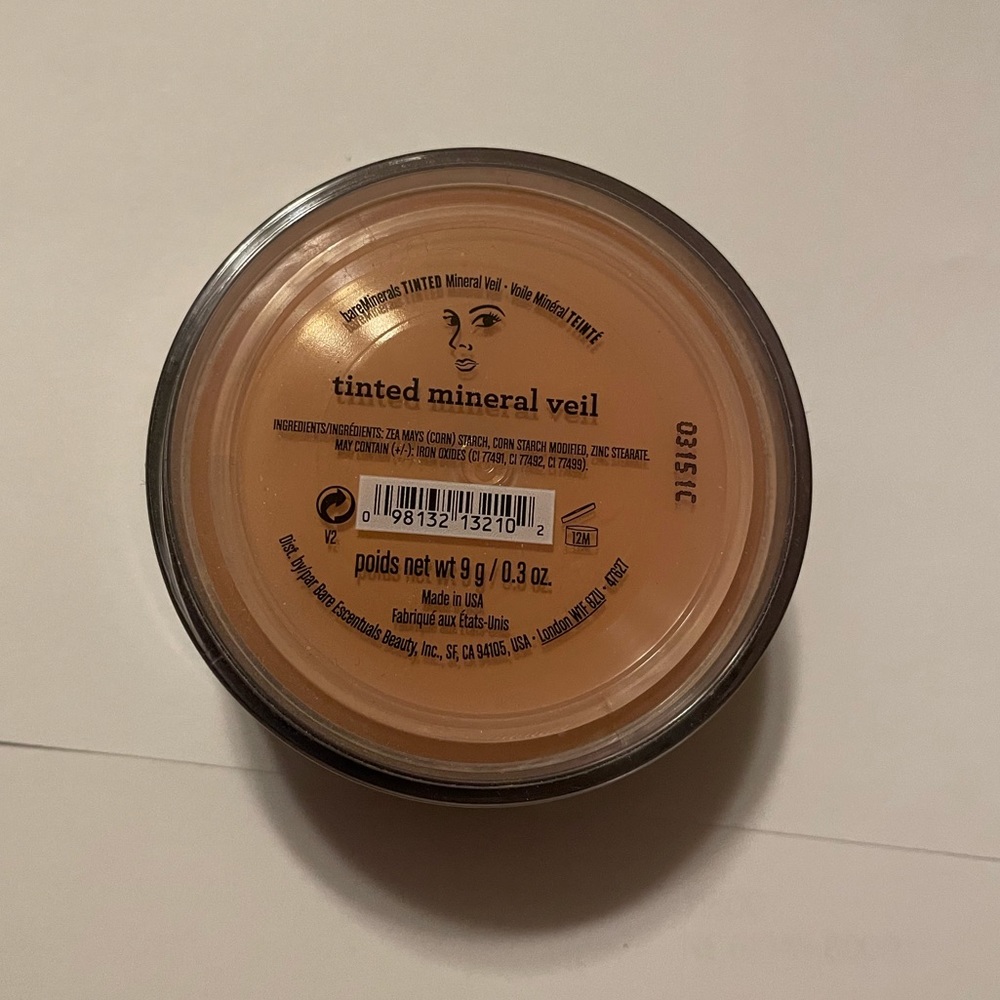 bareMinerals TINTED Mineral Veil · Voile Minéral TEINTÉ
tinted mineral veil
INGREDIENTS/INGRÉDIENTS: ZEA MAYS (CORN) STARCH, CORN STARCH MODIFIED, ZINC STEARATE.
MAY CONTAIN (+/-): IRON OXIDES (CI 77491, CI 77492, CI 77499).
03151C
0 98132 13210 2
V2
12M
poids net wt 9 g / 0.3 oz.
Made in USA
Fabriqué aux États-Unis
Dist. by/par Bare Escentuals Beauty, Inc., SF, CA 94105, USA · London W1F 9ZU · 47627